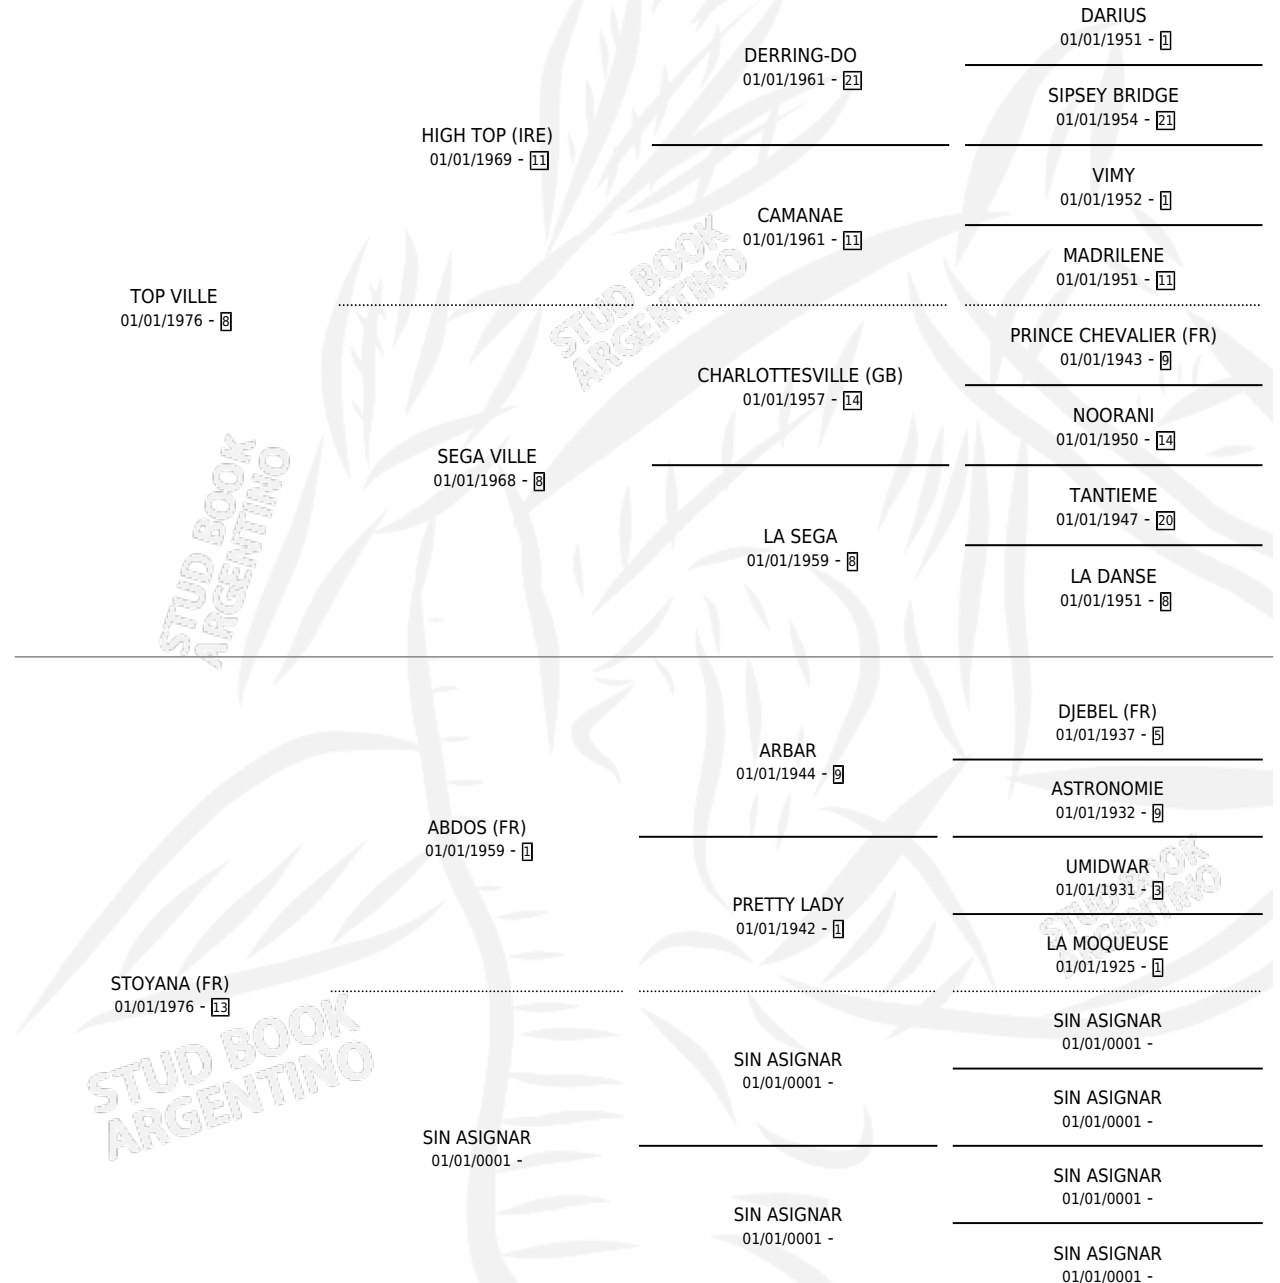 DARIUS
01/01/1951 - 1
DERRING-DO
01/01/1961 - 21
SIPSEY BRIDGE
01/01/1954 - 21
HIGH TOP (IRE)
01/01/1969 - 11
VIMY
01/01/1952 - 1
CAMANAE
01/01/1961 - 11
MADRILENE
01/01/1951 - 11
TOP VILLE
01/01/1976 - 8
STUD BOOK
ARGENTINO
PRINCE CHEVALIER (FR)
01/01/1943 - 9
CHARLOTTESVILLE (GB)
01/01/1957 - 14
NOORANI
01/01/1950 - 14
SEGA VILLE
01/01/1968 - 8
TANTIEME
01/01/1947 - 20
LA SEGA
01/01/1959 - 8
LA DANSE
01/01/1951 - 8
STUD BOOK
ARGENTINO
DJEBEL (FR)
01/01/1937 - 5
ARBAR
01/01/1944 - 9
ASTRONOMIE
01/01/1932 - 9
ABDOS (FR)
01/01/1959 - 1
UMIDWAR
01/01/1931 - 3
PRETTY LADY
01/01/1942 - 1
STUD BOOK
ARGENTINO
LA MOQUEUSE
01/01/1925 - 1
STOYANA (FR)
01/01/1976 - 13
SIN ASIGNAR
01/01/0001 -
SIN ASIGNAR
01/01/0001 -
STUD BOOK
ARGENTINO
SIN ASIGNAR
01/01/0001 -
SIN ASIGNAR
01/01/0001 -
SIN ASIGNAR
01/01/0001 -
SIN ASIGNAR
01/01/0001 -
SIN ASIGNAR
01/01/0001 -